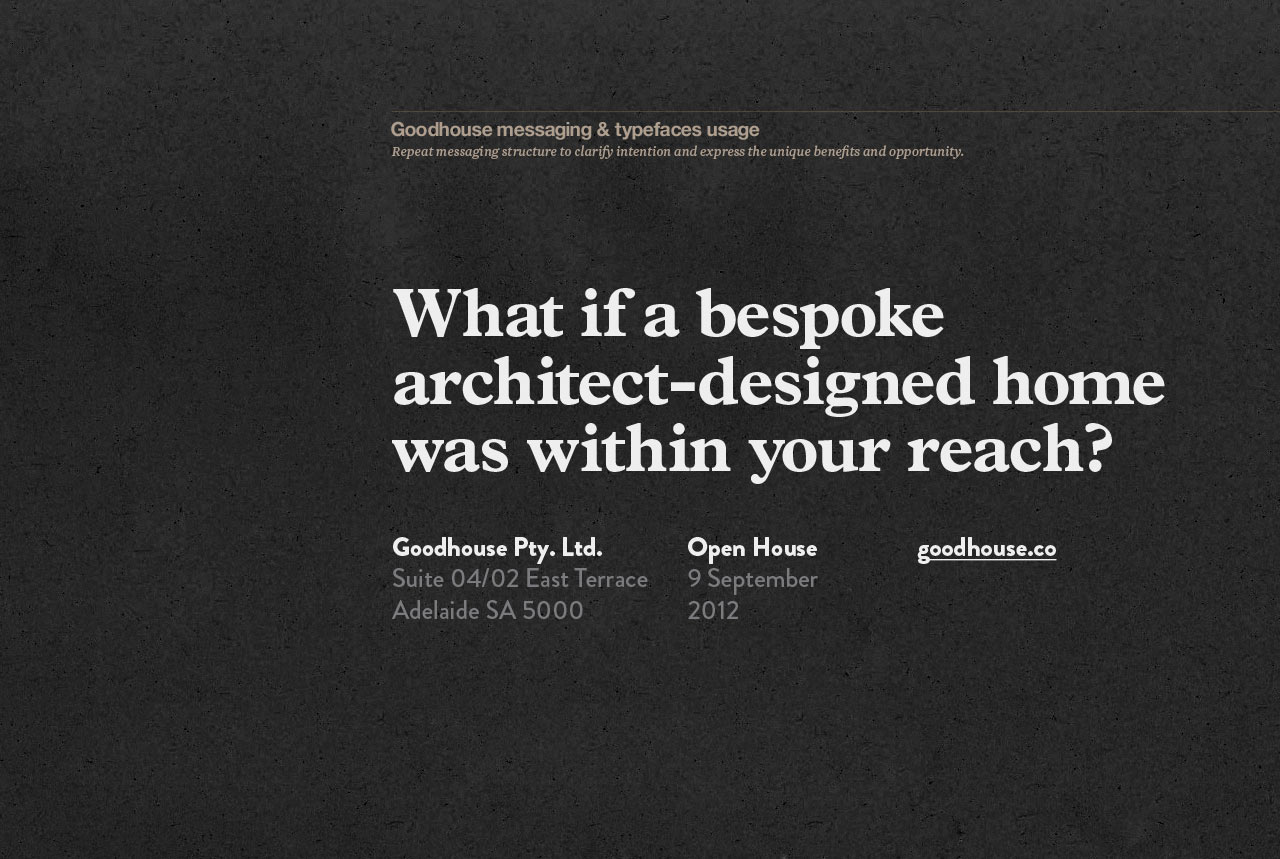 Goodhouse messaging & typefaces usage
Repeat messaging structure to clarify intention and express the unique benefits and opportunity.
What if a bespoke
architect-designed home
was within your reach?
Goodhouse Pty. Ltd.
Suite 04/02 East Terrace
Adelaide SA 5000
Open House
9 September
2012
goodhouse.co